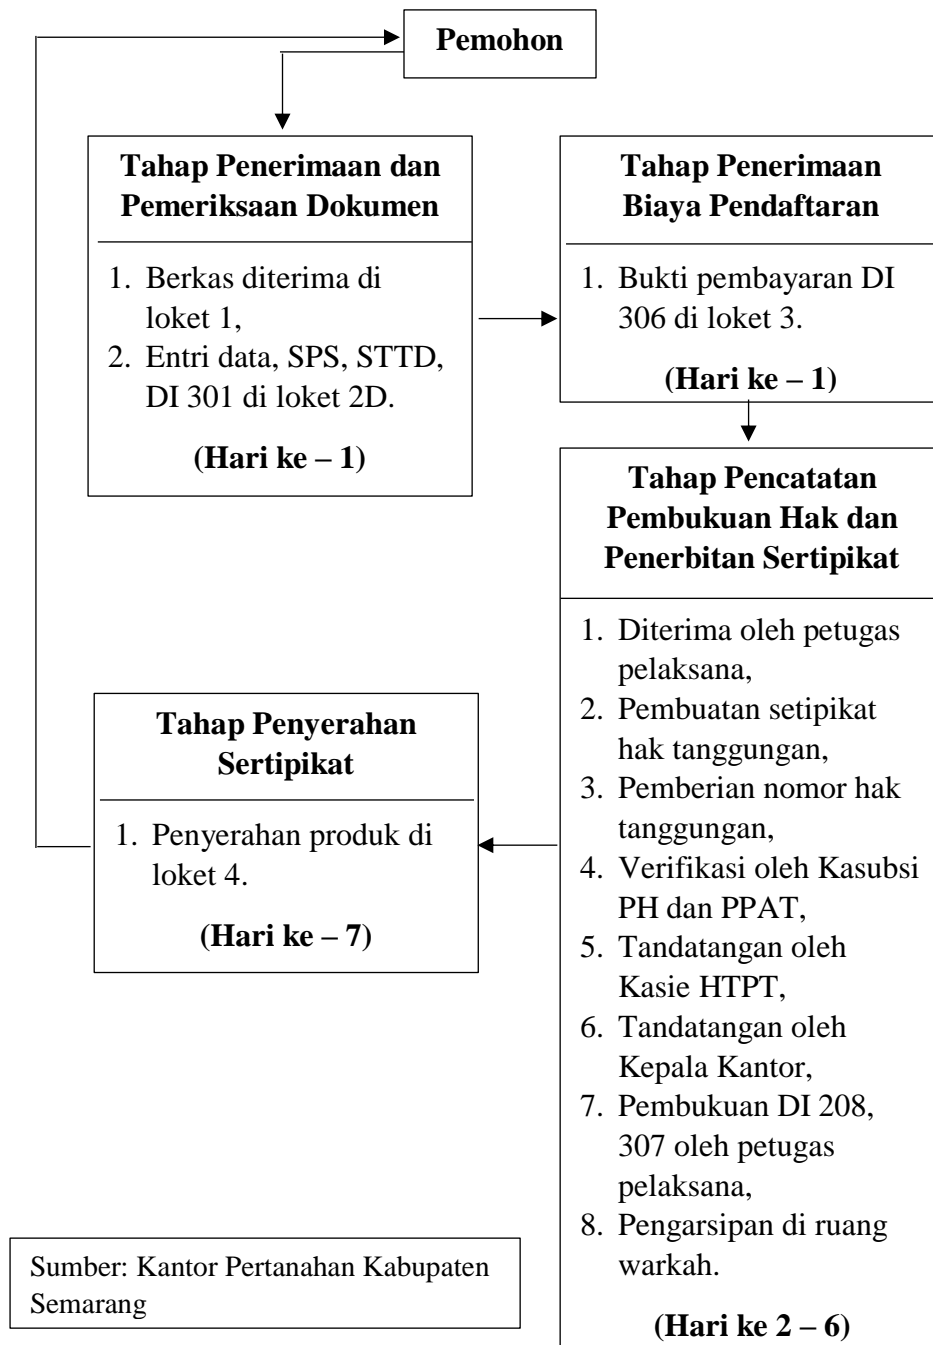 Pemohon
Tahap Penerimaan dan
Pemeriksaan Dokumen
1. Berkas diterima di
loket 1,
2. Entri data, SPS, STTD,
DI 301 di loket 2D.
(Hari ke – 1)
Tahap Penerimaan
Biaya Pendaftaran
1. Bukti pembayaran DI
306 di loket 3.
(Hari ke – 1)
Tahap Pencatatan
Pembukuan Hak dan
Penerbitan Sertipikat
1. Diterima oleh petugas
pelaksana,
2. Pembuatan setipikat
hak tanggungan,
3. Pemberian nomor hak
tanggungan,
4. Verifikasi oleh Kasubsi
PH dan PPAT,
5. Tandatangan oleh
Kasie HTPT,
6. Tandatangan oleh
Kepala Kantor,
7. Pembukuan DI 208,
307 oleh petugas
pelaksana,
8. Pengarsipan di ruang
warkah.
(Hari ke 2 – 6)
Tahap Penyerahan
Sertipikat
1. Penyerahan produk di
loket 4.
(Hari ke – 7)
Sumber: Kantor Pertanahan Kabupaten
Semarang